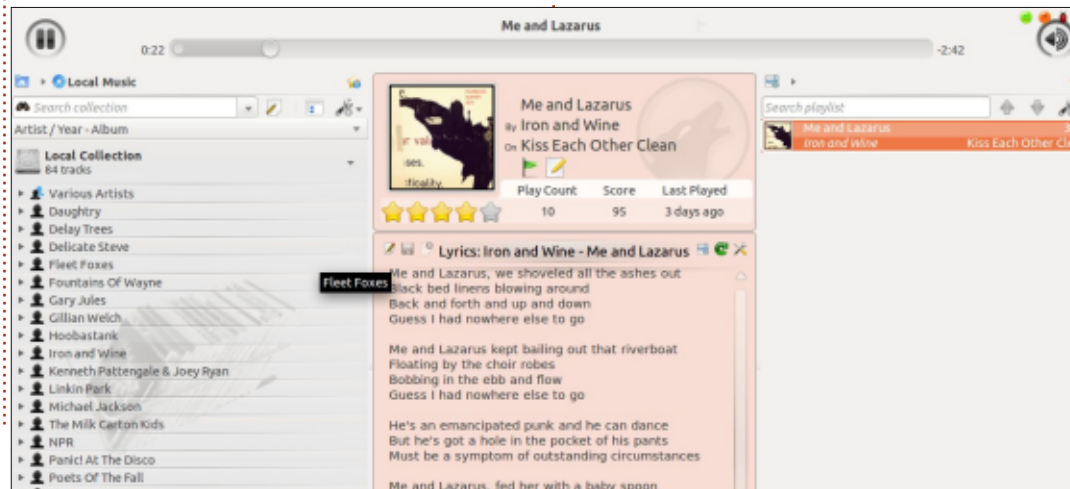 Me and Lazarus
0:22
-2:42
Local Music
Search collection
Artist / Year - Album
Local Collection
84 tracks
Various Artists
Daughtry
Delay Trees
Delicate Steve
Fleet Foxes
Fountains Of Wayne
Gary Jules
Gillian Welch
Hoobastank
Iron and Wine
Kenneth Pattengale & Joey Ryan
Linkin Park
Michael Jackson
The Milk Carton Kids
NPR
Panic! At The Disco
Poets Of The Fall
Fleet Foxes
Me and Lazarus
By Iron and Wine
On Kiss Each Other Clean
Play Count Score Last Played
10 95 3 days ago
Lyrics: Iron and Wine - Me and Lazarus
Me and Lazarus, we shoveled all the ashes out
Black bed linens blowing around
Back and forth and up and down
Guess I had nowhere else to go
Me and Lazarus kept bailing out that riverboat
Floating by the choir robes
Bobbing in the ebb and flow
Guess I had nowhere else to go
He's an emancipated punk and he can dance
But he's got a hole in the pocket of his pants
Must be a symptom of outstanding circumstances
Me and Lazarus, fed her with a baby spoon
Search playlist
Me and Lazarus
Iron and Wine Kiss Each Other Cle